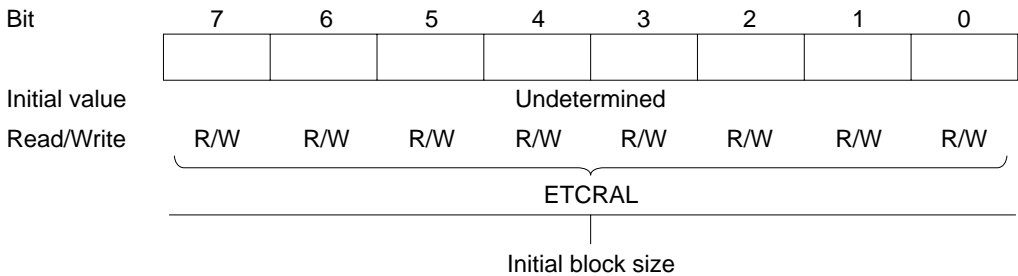 Bit 7 6 5 4 3 2 1 0
Initial value Undetermined
Read/Write R/W R/W R/W R/W R/W R/W R/W R/W
ETCRAL
Initial block size